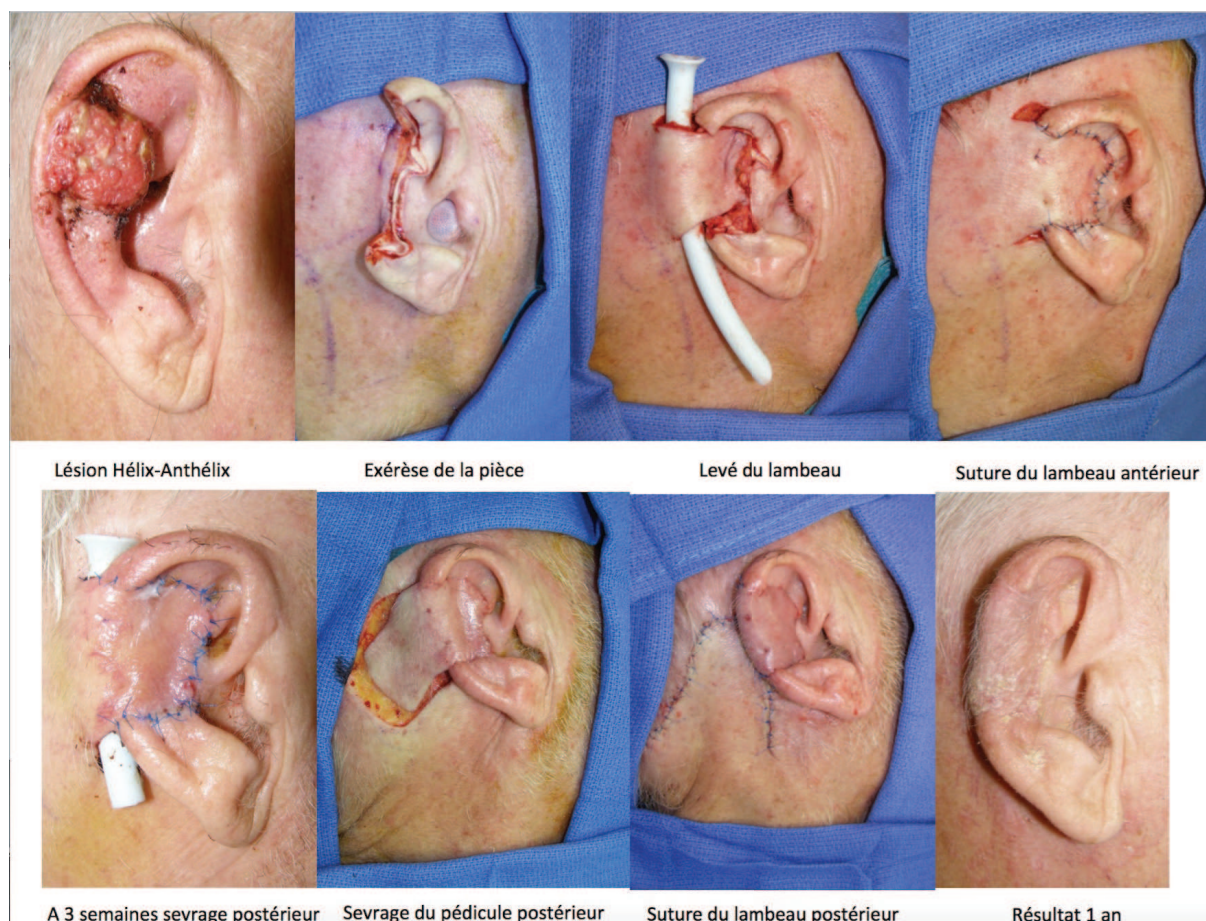 Lésion Hélix-Anthélix
Exérèse de la pièce
Levé du lambeau
Suture du lambeau antérieur
A 3 semaines sevrage postérieur
Sevrage du pédicule postérieur
Suture du lambeau postérieur
Résultat 1 an